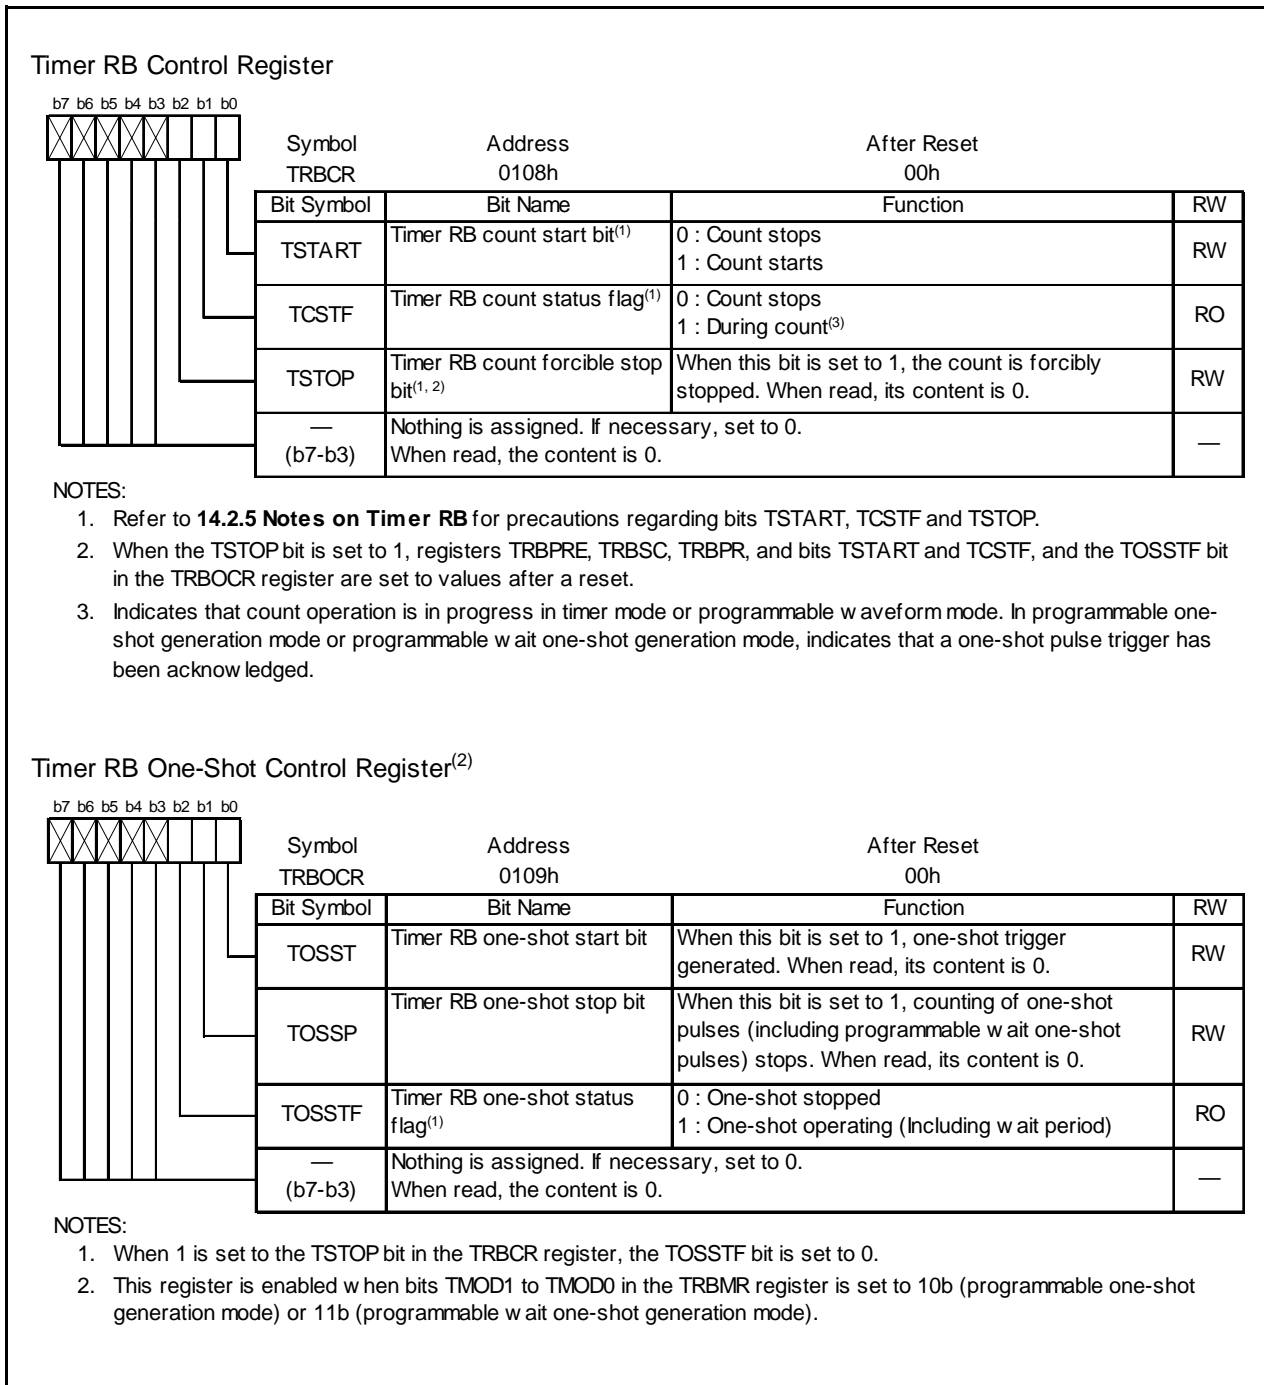 Timer RB Control Register
b7 b6 b5 b4 b3 b2 b1 b0
Symbol Address After Reset
TRBCR 0108h 00h
Bit Symbol Bit Name Function RW
TSTART Timer RB count start bit(1) 0 : Count stops
1 : Count starts RW
TCSTF Timer RB count status flag(1) 0 : Count stops
1 : During count(3) RO
TSTOP Timer RB count forcible stop bit(1, 2) When this bit is set to 1, the count is forcibly
stopped. When read, its content is 0. RW
— (b7-b3) Nothing is assigned. If necessary, set to 0.
When read, the content is 0. —
NOTES:
1. Refer to 14.2.5 Notes on Timer RB for precautions regarding bits TSTART, TCSTF and TSTOP.
2. When the TSTOP bit is set to 1, registers TRBPRE, TRBSC, TRBPR, and bits TSTART and TCSTF, and the TOSSTF bit
in the TRBOCR register are set to values after a reset.
3. Indicates that count operation is in progress in timer mode or programmable waveform mode. In programmable one-
shot generation mode or programmable wait one-shot generation mode, indicates that a one-shot pulse trigger has
been acknowledged.
Timer RB One-Shot Control Register(2)
b7 b6 b5 b4 b3 b2 b1 b0
Symbol Address After Reset
TRBOCR 0109h 00h
Bit Symbol Bit Name Function RW
TOSST Timer RB one-shot start bit When this bit is set to 1, one-shot trigger
generated. When read, its content is 0. RW
TOSSP Timer RB one-shot stop bit When this bit is set to 1, counting of one-shot
pulses (including programmable wait one-shot
pulses) stops. When read, its content is 0. RW
TOSSTF Timer RB one-shot status flag(1) 0 : One-shot stopped
1 : One-shot operating (Including wait period) RO
— (b7-b3) Nothing is assigned. If necessary, set to 0.
When read, the content is 0. —
NOTES:
1. When 1 is set to the TSTOP bit in the TRBCR register, the TOSSTF bit is set to 0.
2. This register is enabled when bits TMOD1 to TMOD0 in the TRBMR register is set to 10b (programmable one-shot
generation mode) or 11b (programmable wait one-shot generation mode).